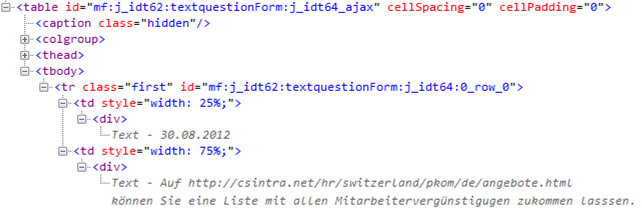 <table id="mf:j_idt62:textquestionForm:j_idt64_ajax" cellSpacing="0" cellPadding="0">
<caption class="hidden"/>
<colgroup>
<thead>
<tbody>
<tr class="first" id="mf:j_idt62:textquestionForm:j_idt64:0_row_0">
<td style="width: 25%;">
<div>
Text - 30.08.2012
<td style="width: 75%;">
<div>
Text - Auf http://csintra.net/hr/switzerland/pkom/de/angebote.html
können Sie eine Liste mit allen Mitarbeitervergünstigugen zukommen lasssen.